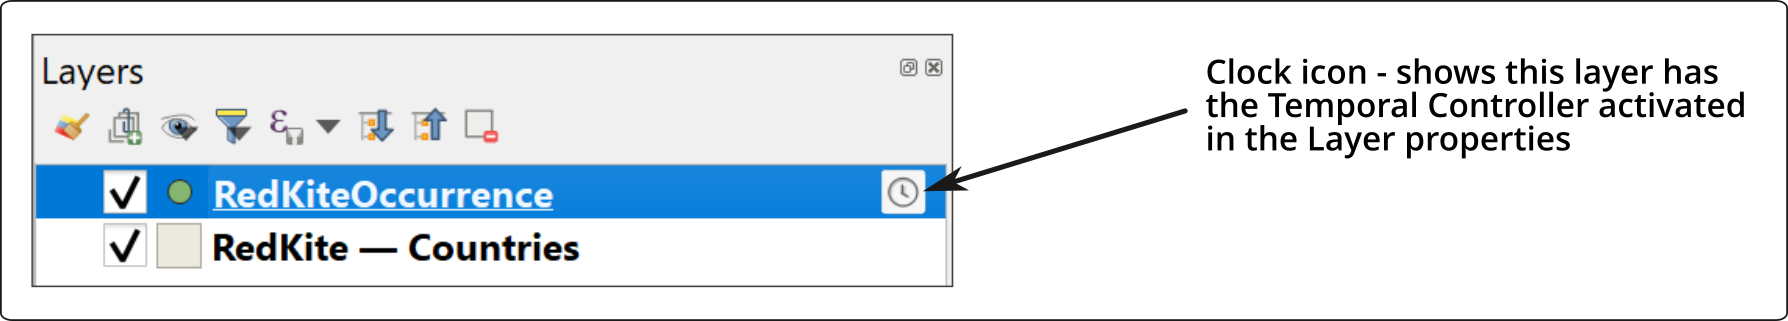 Layers
RedKiteOccurrence
RedKite — Countries
Clock icon - shows this layer has
the Temporal Controller activated
in the Layer properties